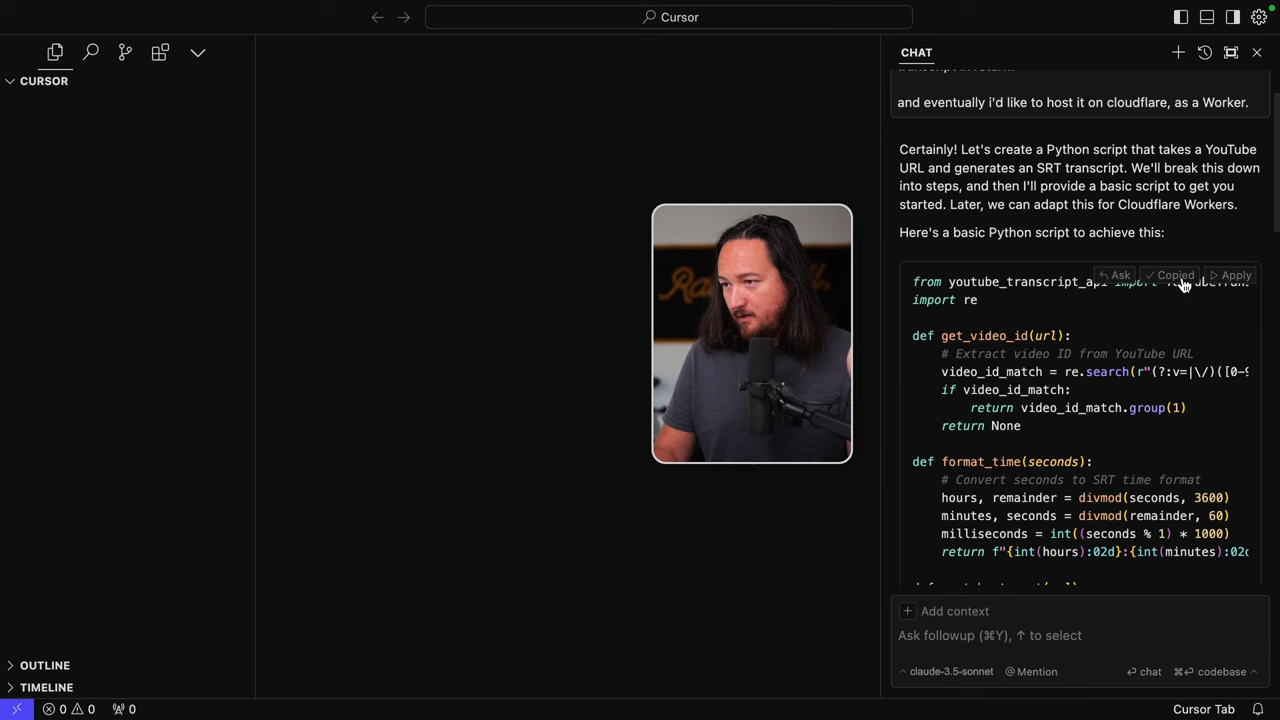 Cursor
CURSOR
CHAT
and eventually i'd like to host it on cloudflare, as a Worker.
Certainly! Let's create a Python script that takes a YouTube
URL and generates an SRT transcript. We'll break this down
into steps, and then I'll provide a basic script to get you
started. Later, we can adapt this for Cloudflare Workers.
Here's a basic Python script to achieve this:
Ask Copied Apply
from youtube_transcript_api import
import re
def get_video_id(url):
# Extract video ID from YouTube URL
video_id_match = re.search(r"(?:v=|\/)([0-9
if video_id_match:
return video_id_match.group(1)
return None
def format_time(seconds):
# Convert seconds to SRT time format
hours, remainder = divmod(seconds, 3600)
minutes, seconds = divmod(remainder, 60)
milliseconds = int((seconds % 1) * 1000)
return f"{int(hours):02d}:{int(minutes):02d
Add context
Ask followup (⌘Y), ↑ to select
claude-3.5-sonnet @Mention
chat ⌘↵ codebase
OUTLINE
TIMELINE
0 0 0
Cursor Tab